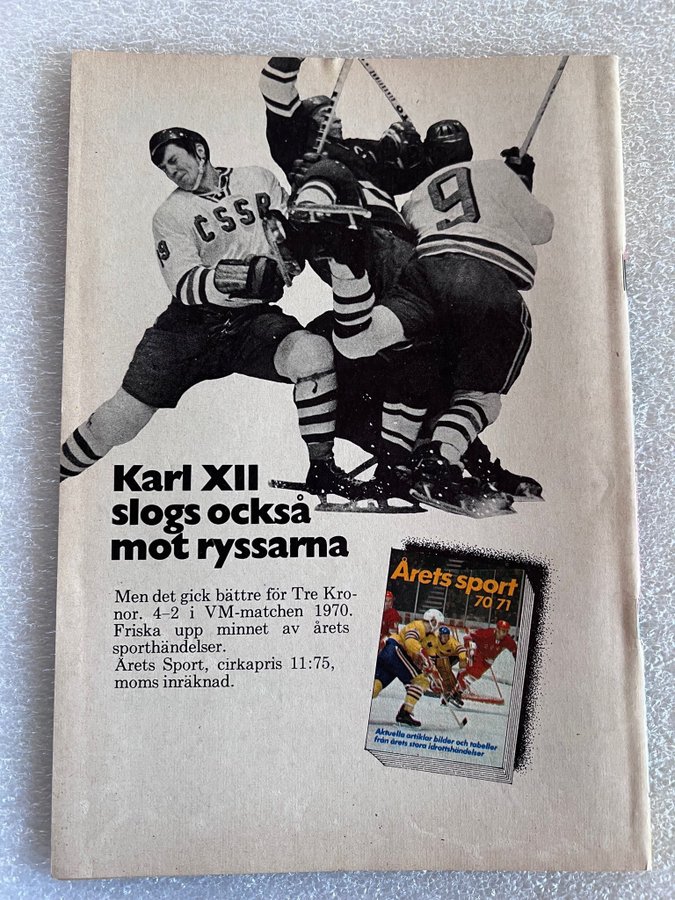 ČSSR
9
9
Karl XII
slogs också
mot ryssarna
Men det gick bättre för Tre Kro-
nor. 4–2 i VM-matchen 1970.
Friska upp minnet av årets
sporthändelser.
Årets Sport, cirkapris 11:75,
moms inräknad.
Årets sport
70/71
Aktuella artiklar bilder och tabeller
från årets stora idrottshändelser